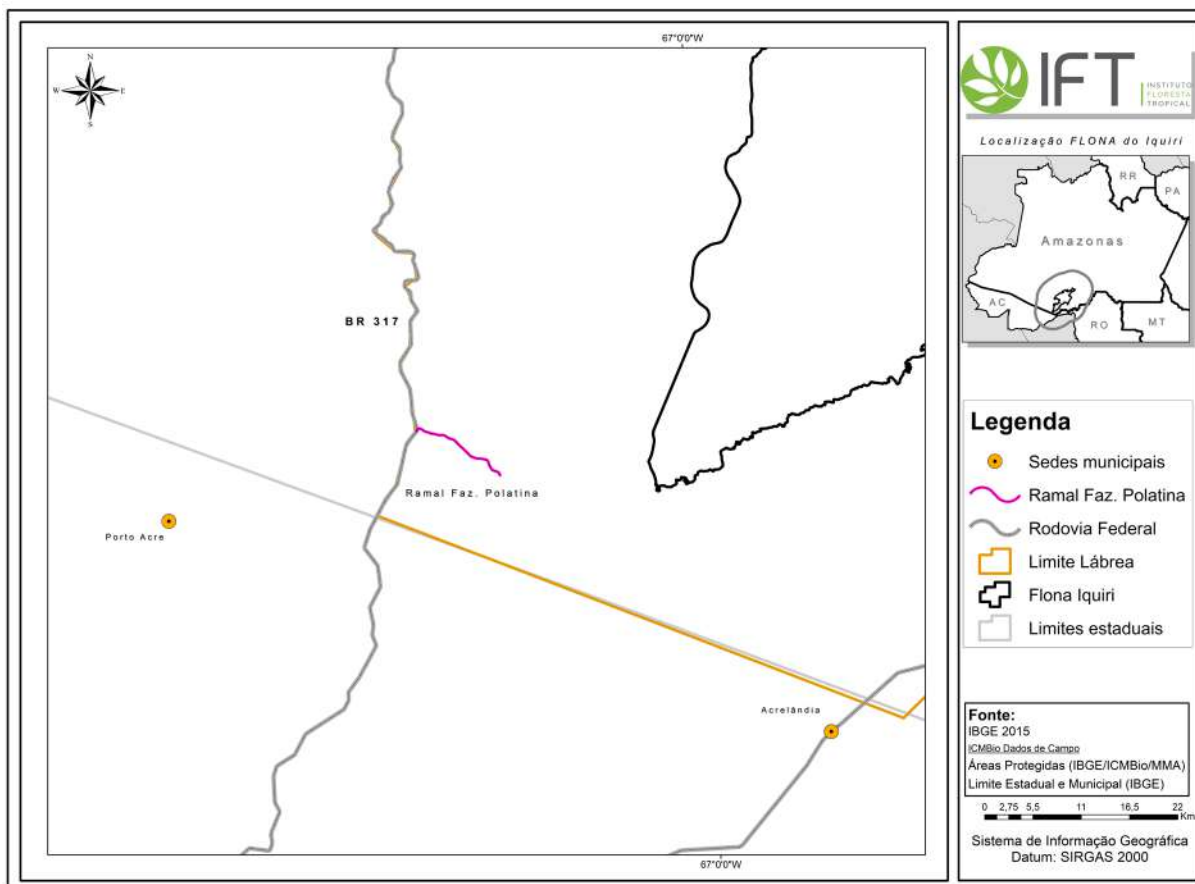 67°0'0"W
N
W
E
S
BR 317
Ramal Faz. Polatina
Porto Acre
Acrelândia
67°0'0"W
IFT
INSTITUTO
FLORESTA
TROPICAL
Localização FLONA do Iquiri
RR
PA
Amazonas
AC
RO
MT
Legenda
Sedes municipais
Ramal Faz. Polatina
Rodovia Federal
Limite Lábrea
Flona Iquiri
Limites estaduais
Fonte:
IBGE 2015
ICMBio Dados de Campo
Áreas Protegidas (IBGE/ICMBio/MMA)
Limite Estadual e Municipal (IBGE)
0 2,75 5,5 11 16,5 22
Km
Sistema de Informação Geográfica
Datum: SIRGAS 2000